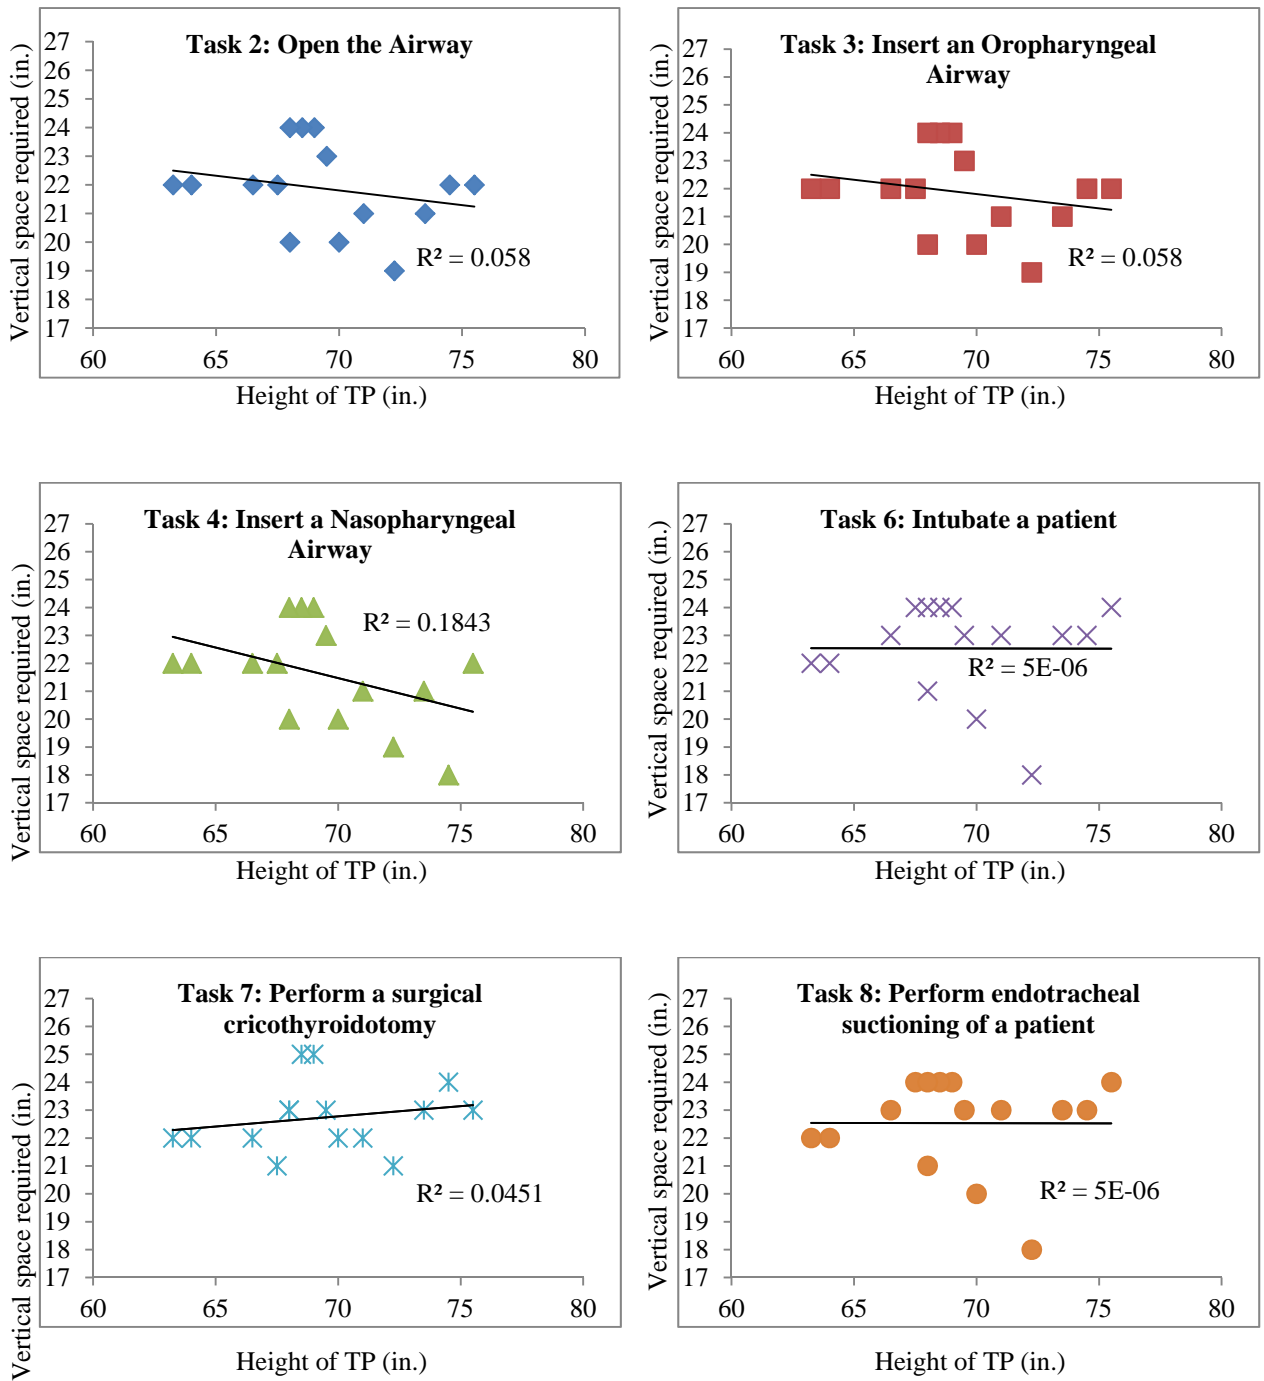 Task 2: Open the Airway
Vertical space required (in.)
27
26
25
24
23
22
21
20
19
18
17
R² = 0.058
60 65 70 75 80
Height of TP (in.)
Task 3: Insert an Oropharyngeal
Airway
Vertical space required (in.)
27
26
25
24
23
22
21
20
19
18
17
R² = 0.058
60 65 70 75 80
Height of TP (in.)
Task 4: Insert a Nasopharyngeal
Airway
Vertical space required (in.)
27
26
25
24
23
22
21
20
19
18
17
R² = 0.1843
60 65 70 75 80
Height of TP (in.)
Task 6: Intubate a patient
Vertical space required (in.)
27
26
25
24
23
22
21
20
19
18
17
R² = 5E-06
60 65 70 75 80
Height of TP (in.)
Task 7: Perform a surgical
cricothyroidotomy
Vertical space required (in.)
27
26
25
24
23
22
21
20
19
18
17
R² = 0.0451
60 65 70 75 80
Height of TP (in.)
Task 8: Perform endotracheal
suctioning of a patient
Vertical space required (in.)
27
26
25
24
23
22
21
20
19
18
17
R² = 5E-06
60 65 70 75 80
Height of TP (in.)